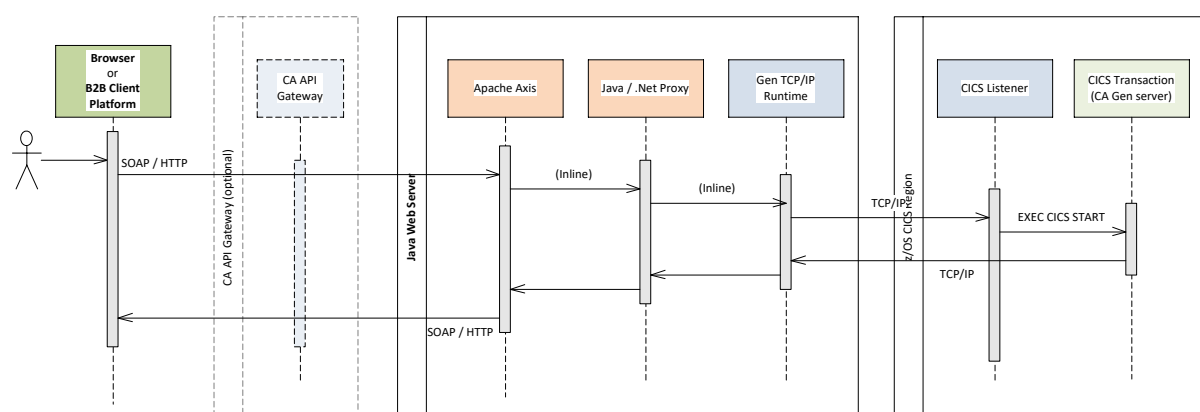 Browser
or
B2B Client
Platform
CA API
Gateway
Apache Axis
Java / .Net Proxy
Gen TCP/IP
Runtime
CICS Listener
CICS Transaction
(CA Gen server)
CA API Gateway (optional)
Java Web Server
z/OS CICS Region
SOAP / HTTP
(Inline)
(Inline)
TCP/IP
EXEC CICS START
TCP/IP
SOAP / HTTP